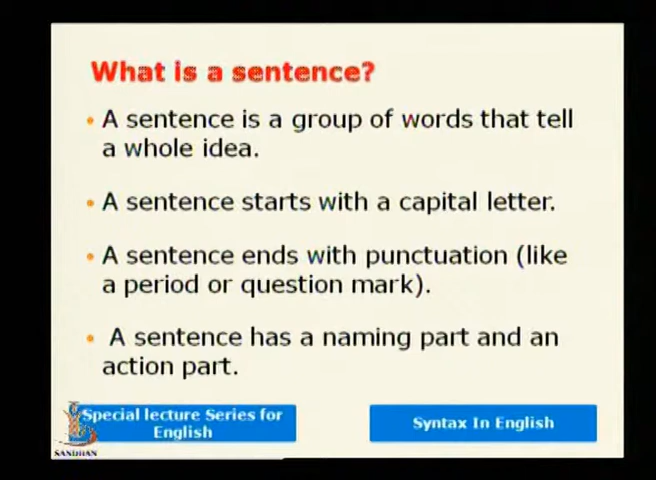 What is a sentence?
• A sentence is a group of words that tell
a whole idea.
• A sentence starts with a capital letter.
• A sentence ends with punctuation (like
a period or question mark).
• A sentence has a naming part and an
action part.
Special lecture Series for
English
Syntax In English
SANDHAN